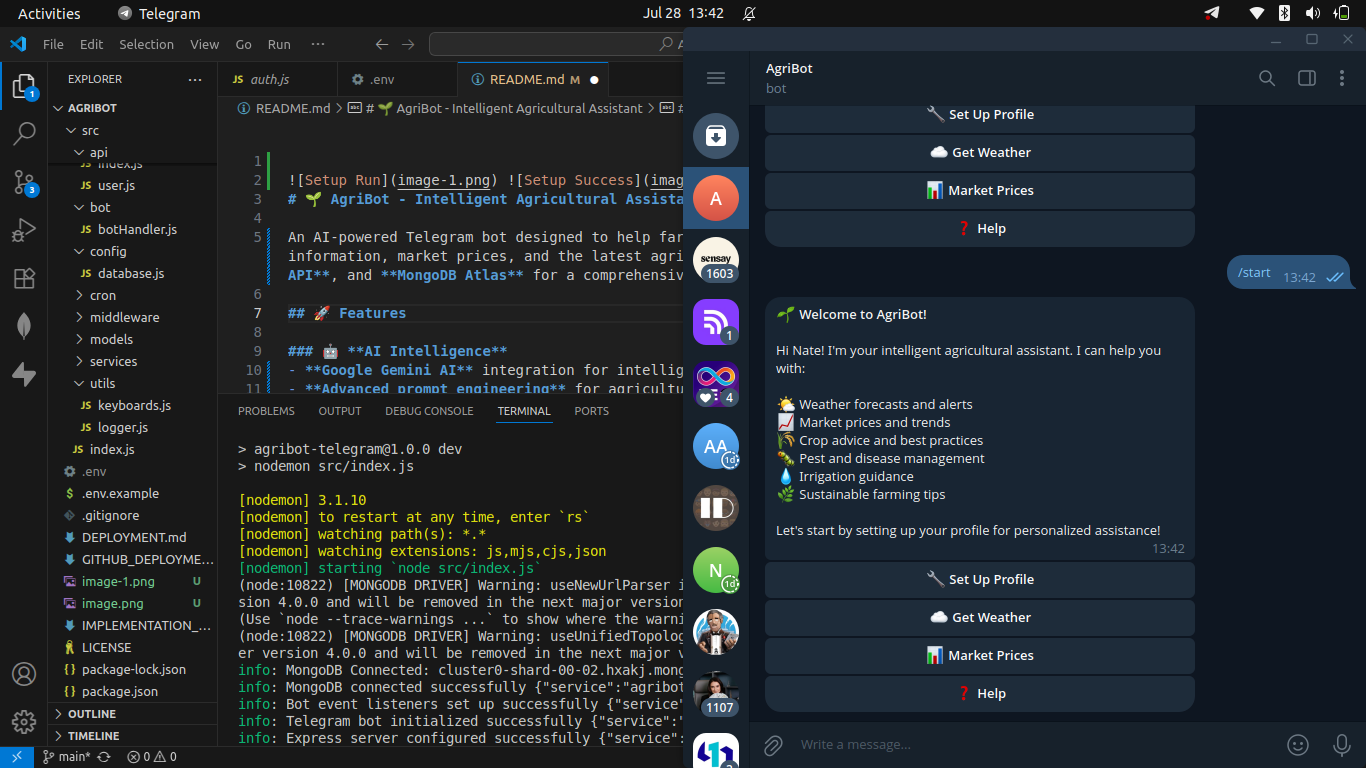 Activities
Telegram
Jul 28 13:42
File Edit Selection View Go Run ···
auth.js
.env
README.md M
EXPLORER
AGRIBOT
src
api
index.js
user.js
bot
botHandler.js
config
database.js
cron
middleware
models
services
utils
keyboards.js
logger.js
index.js
.env
.env.example
.gitignore
DEPLOYMENT.md
GITHUB_DEPLOYME...
image-1.png U
image.png U
IMPLEMENTATION_...
LICENSE
package-lock.json
package.json
OUTLINE
TIMELINE
1
3
main*
0 0
README.md > # 🌱 AgriBot - Intelligent Agricultural Assistant > #
1
2 ![Setup Run](image-1.png) ![Setup Success](imag
3 # 🌱 AgriBot - Intelligent Agricultural Assista
4
5 An AI-powered Telegram bot designed to help far
information, market prices, and the latest agri
API**, and **MongoDB Atlas** for a comprehensiv
6
7 ## 🚀 Features
8
9 ### 🤖 **AI Intelligence**
10 - **Google Gemini AI** integration for intellig
11 - **Advanced prompt engineering** for agricultu
PROBLEMS OUTPUT DEBUG CONSOLE TERMINAL PORTS
> agribot-telegram@1.0.0 dev
> nodemon src/index.js
[nodemon] 3.1.10
[nodemon] to restart at any time, enter `rs`
[nodemon] watching path(s): *.*
[nodemon] watching extensions: js,mjs,cjs,json
[nodemon] starting `node src/index.js`
(node:10822) [MONGODB DRIVER] Warning: useNewUrlParser i
sion 4.0.0 and will be removed in the next major version
(Use `node --trace-warnings ...` to show where the warni
(node:10822) [MONGODB DRIVER] Warning: useUnifiedTopolog
er version 4.0.0 and will be removed in the next major v
info: MongoDB Connected: cluster0-shard-00-02.hxakj.mong
info: MongoDB connected successfully {"service":"agribot
info: Bot event listeners set up successfully {"service"
info: Telegram bot initialized successfully {"service":"
info: Express server configured successfully {"service":
A
sensay
1603
1
4
AA
1d
N
1d
1107
AgriBot
bot
🔧 Set Up Profile
☁️ Get Weather
📊 Market Prices
❓ Help
/start 13:42
🌱 Welcome to AgriBot!
Hi Nate! I'm your intelligent agricultural assistant. I can help you
with:
🌤️ Weather forecasts and alerts
📈 Market prices and trends
🌾 Crop advice and best practices
🐛 Pest and disease management
💧 Irrigation guidance
🌿 Sustainable farming tips
Let's start by setting up your profile for personalized assistance!
13:42
🔧 Set Up Profile
☁️ Get Weather
📊 Market Prices
❓ Help
Write a message...